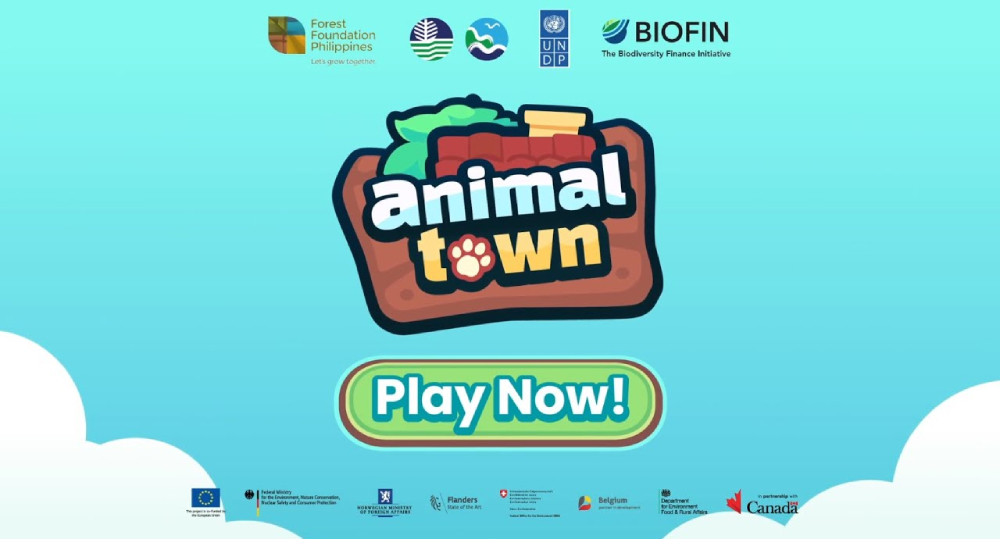 Forest
Foundation
Philippines
Let's grow together.
U N
D P
BIOFIN
The Biodiversity Finance Initiative
animal
town
Play Now!
This project is co-funded by
the European Union
Federal Ministry
for the Environment, Nature Conservation,
Nuclear Safety and Consumer Protection
NORWEGIAN MINISTRY
OF FOREIGN AFFAIRS
Flanders
State of the Art
Belgium
partner in development
Department
for Environment
Food & Rural Affairs
in partnership with
Canada